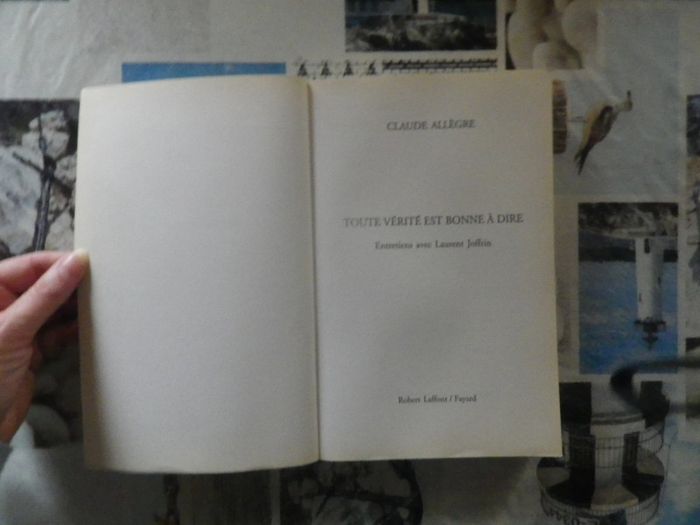 CLAUDE ALLÈGRE
TOUTE VÉRITÉ EST BONNE À DIRE
Entretiens avec Laurent Joffrin
Robert Laffont / Fayard